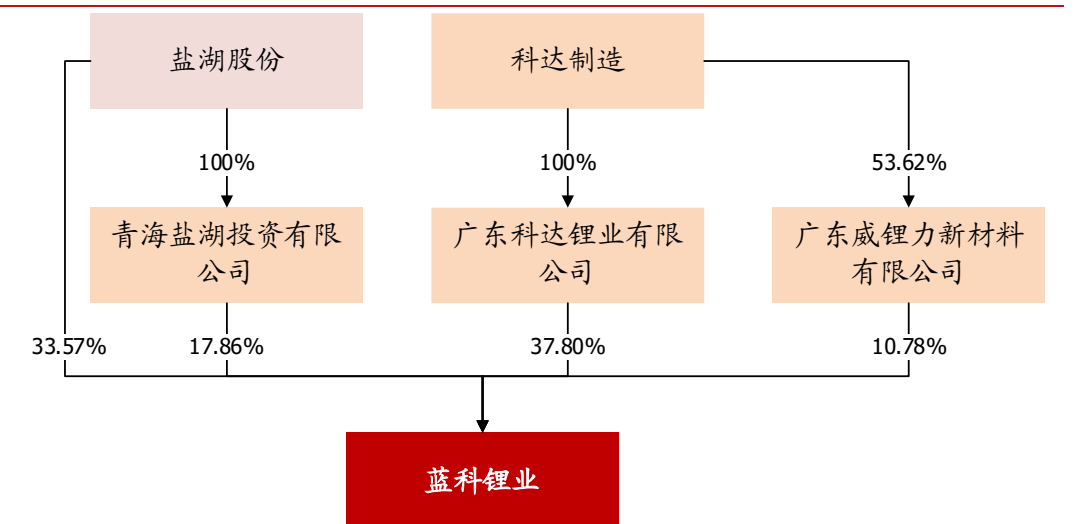 盐湖股份
科达制造
100%
100%
53.62%
青海盐湖投资有限
公司
广东科达锂业有限
公司
广东威锂力新材料
有限公司
33.57%
17.86%
37.80%
10.78%
蓝科锂业